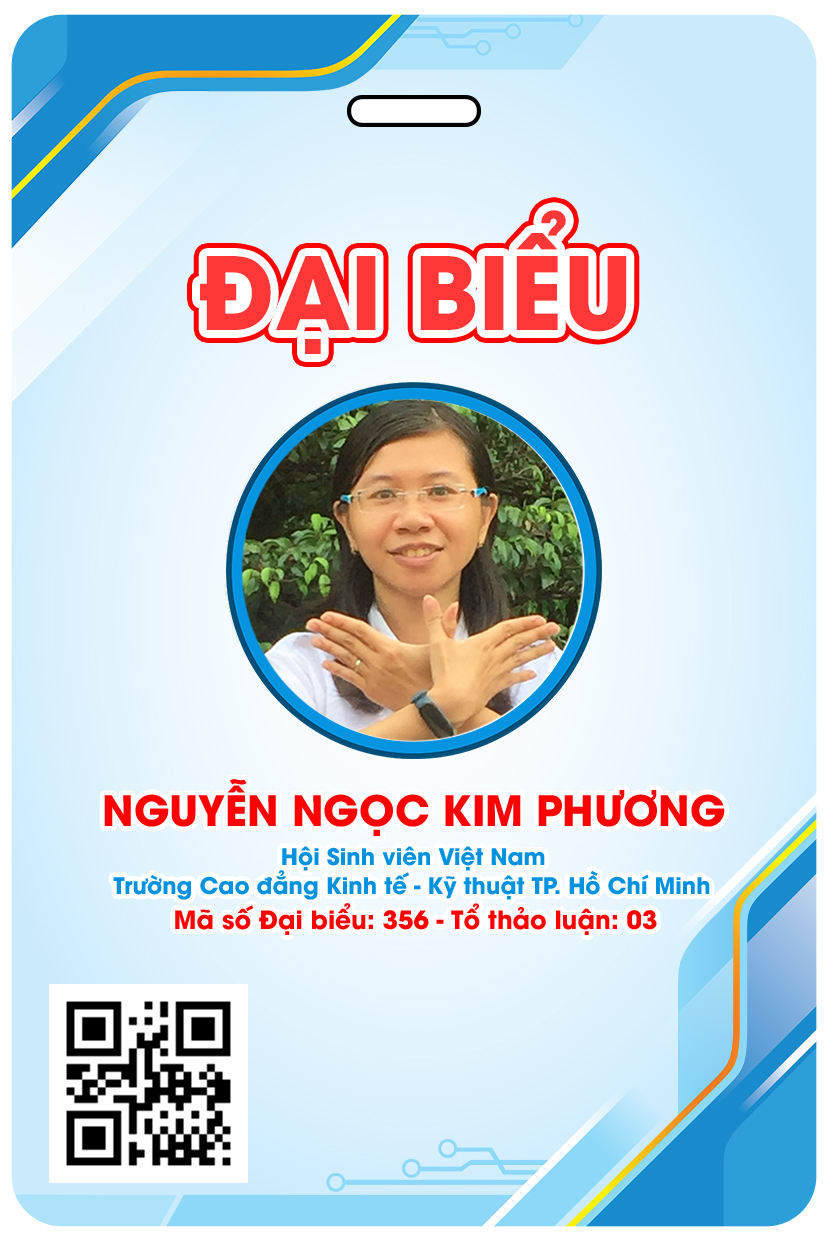 ĐẠI BIỂU
NGUYỄN NGỌC KIM PHƯƠNG
Hội Sinh viên Việt Nam
Trường Cao đẳng Kinh tế - Kỹ thuật TP. Hồ Chí Minh
Mã số Đại biểu: 356 - Tổ thảo luận: 03